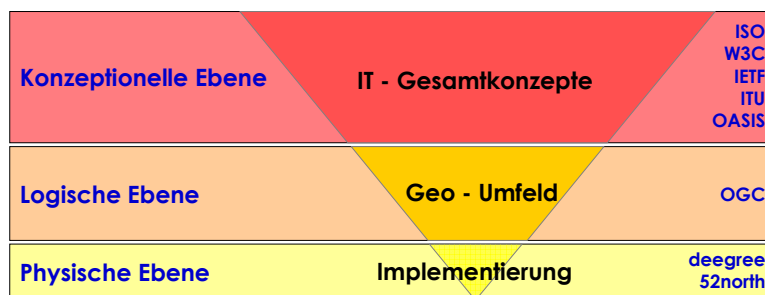 Konzeptionelle Ebene
IT - Gesamtkonzepte
ISO
W3C
IETF
ITU
OASIS
Logische Ebene
Geo - Umfeld
OGC
Physische Ebene
Implementierung
deegree
52north